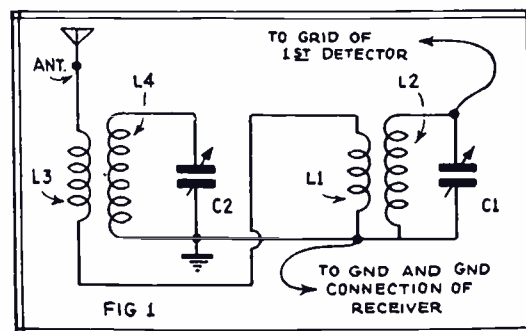 TO GRID OF
1ST DETECTOR
ANT.
L4
L2
L3
C2
L1
C1
TO GND AND GND
CONNECTION OF
RECEIVER
FIG 1